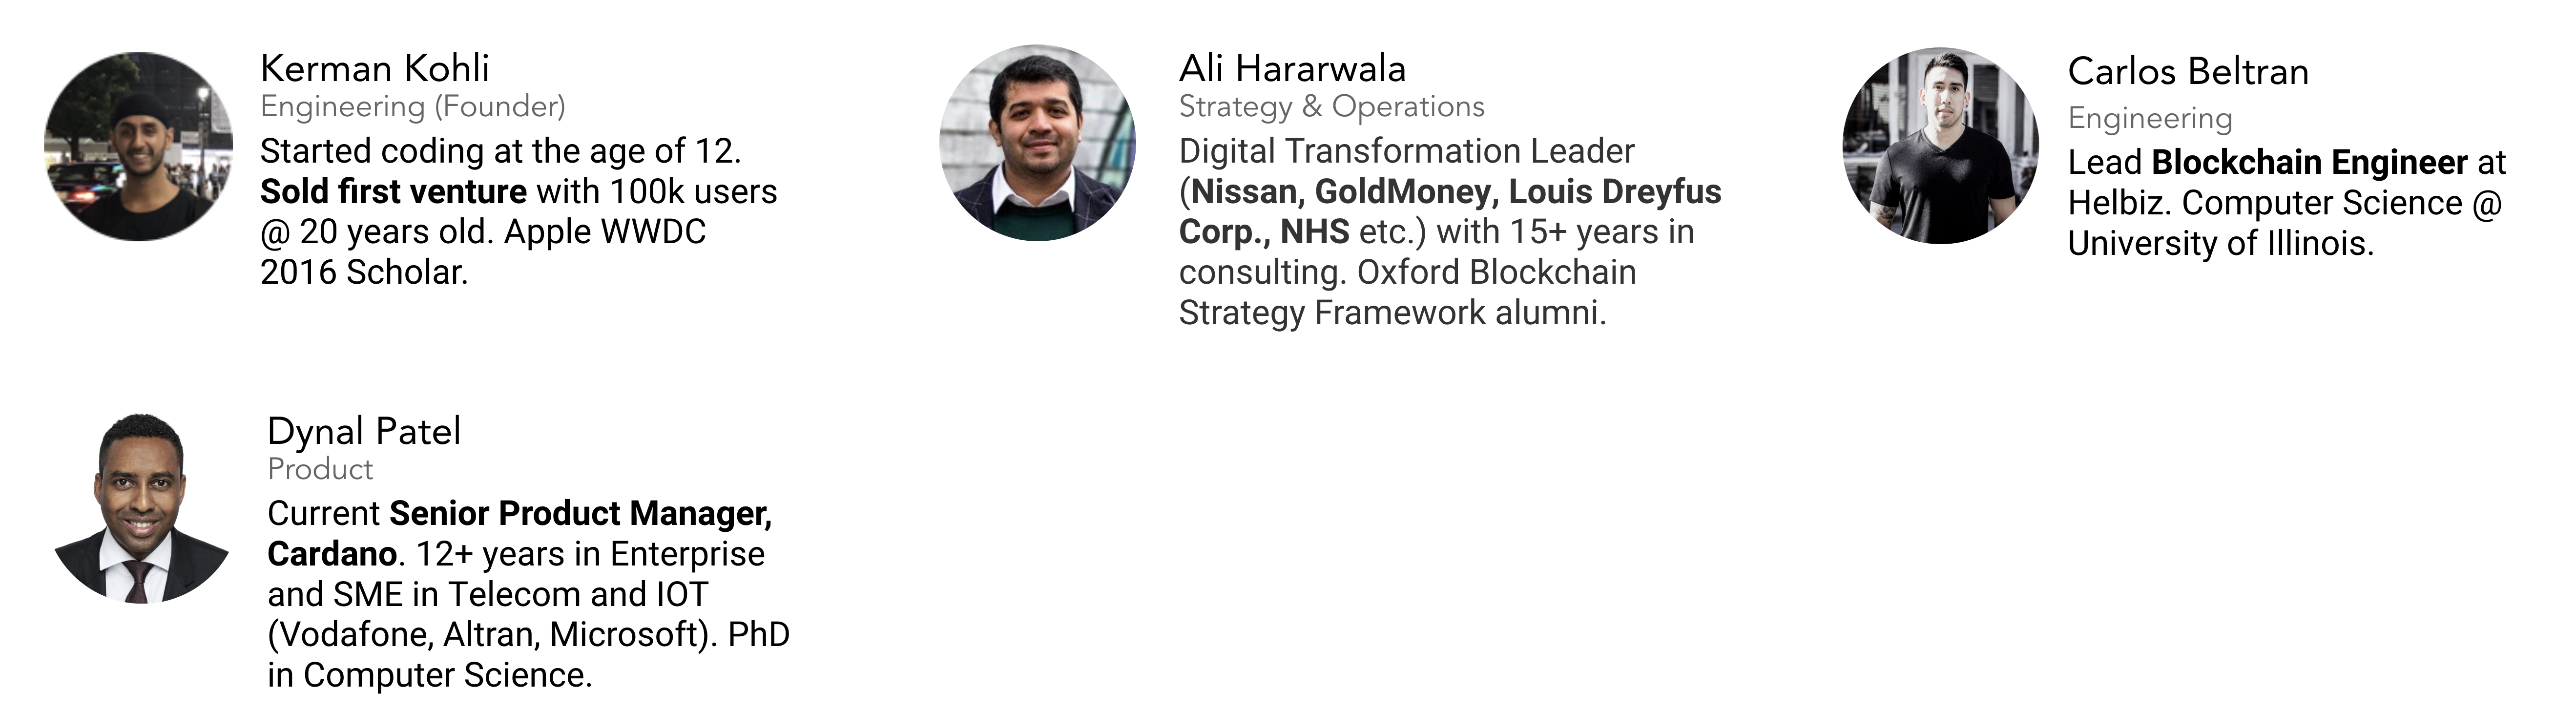 Kerman Kohli
Engineering (Founder)
Started coding at the age of 12.
Sold first venture with 100k users
@ 20 years old. Apple WWDC
2016 Scholar.
Ali Hararwala
Strategy & Operations
Digital Transformation Leader
(Nissan, GoldMoney, Louis Dreyfus
Corp., NHS etc.) with 15+ years in
consulting. Oxford Blockchain
Strategy Framework alumni.
Carlos Beltran
Engineering
Lead Blockchain Engineer at
Helbiz. Computer Science @
University of Illinois.
Dynal Patel
Product
Current Senior Product Manager,
Cardano. 12+ years in Enterprise
and SME in Telecom and IOT
(Vodafone, Altran, Microsoft). PhD
in Computer Science.